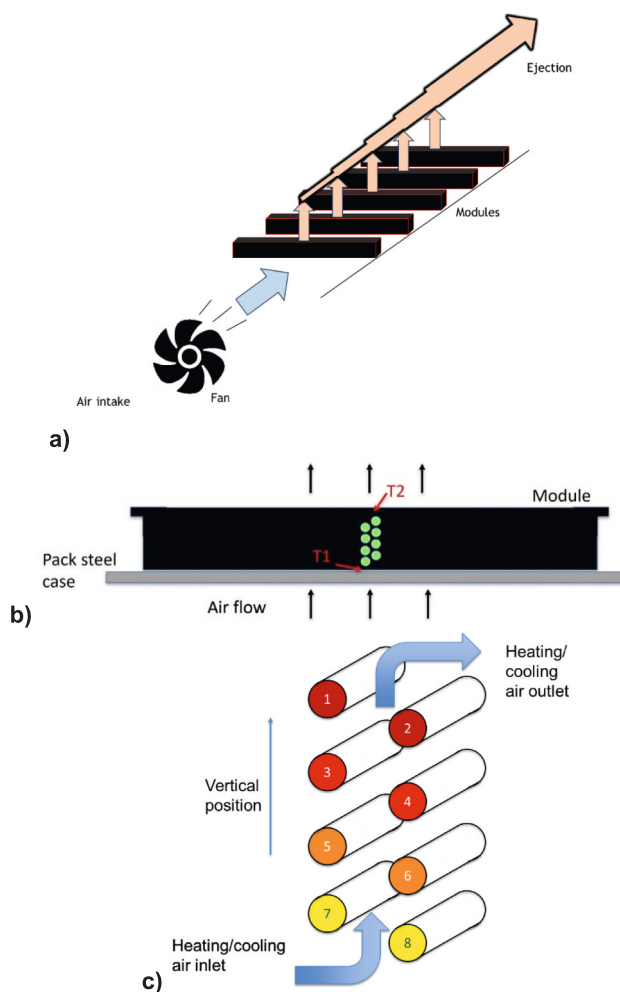 Ejection
Modules
Air intake
Fan
a)
T2
Module
T1
Pack steel
case
Air flow
b)
Heating/
cooling
air outlet
1
2
3
Vertical
position
4
5
6
7
8
Heating/cooling
air inlet
c)